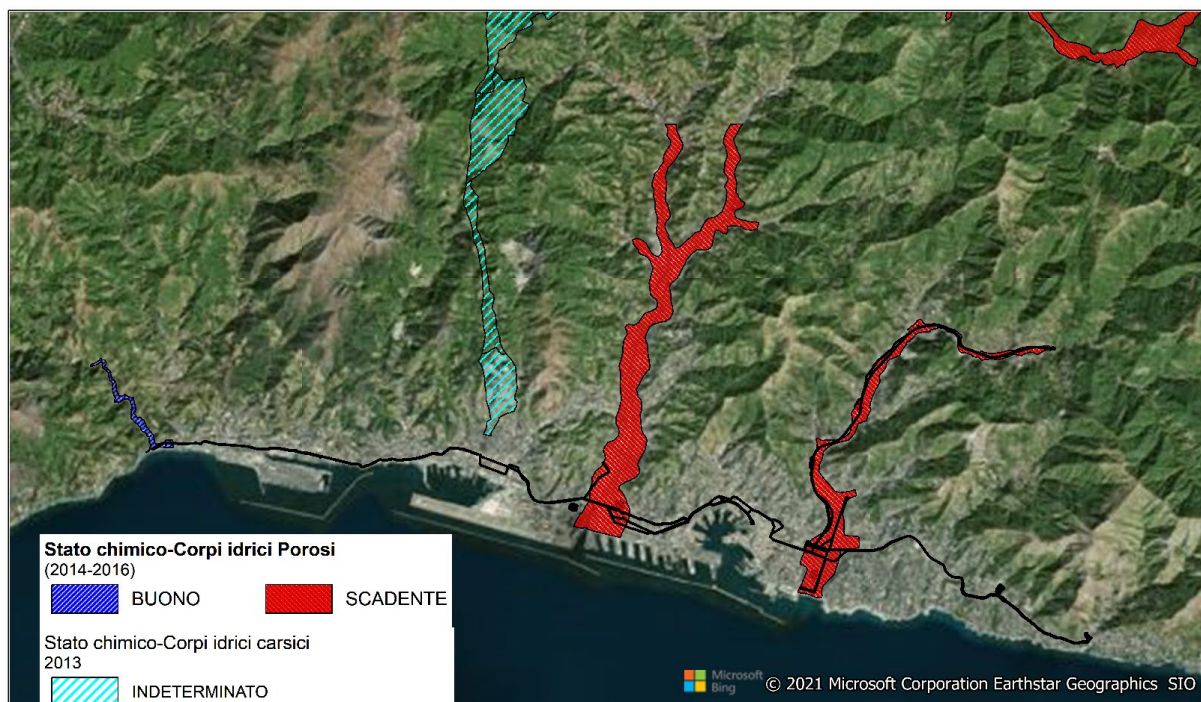 Stato chimico-Corpi idrici Porosi
(2014-2016)
BUONO
SCADENTE
Stato chimico-Corpi idrici carsici
2013
INDETERMINATO
Microsoft
Bing
© 2021 Microsoft Corporation Earthstar Geographics SIO